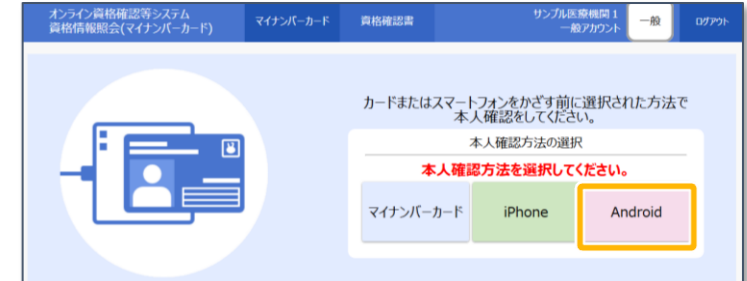 オンライン資格確認等システム
資格情報照会(マイナンバーカード)
マイナンバーカード
資格確認書
サンプル医療機関 1
一般アカウント
一般
ログアウト
カードまたはスマートフォンをかざす前に選択された方法で
本人確認をしてください。
本人確認方法の選択
本人確認方法を選択してください。
マイナンバーカード
iPhone
Android